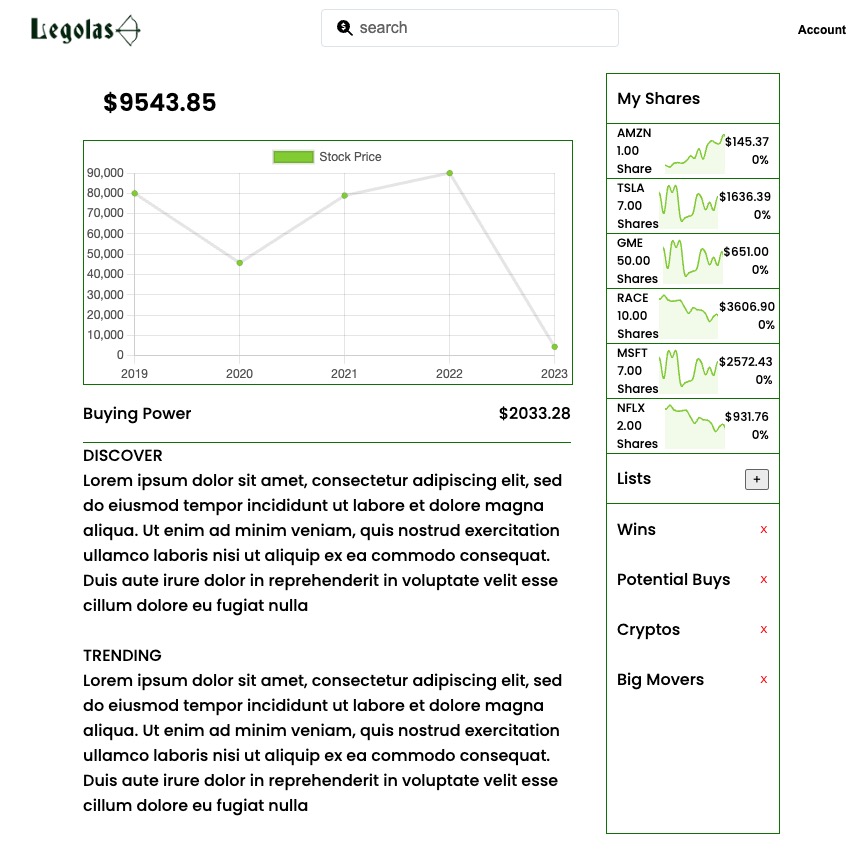 Legolas
search
Account
$9543.85
Stock Price
90,000
80,000
70,000
60,000
50,000
40,000
30,000
20,000
10,000
0
2019 2020 2021 2022 2023
Buying Power $2033.28
DISCOVER
Lorem ipsum dolor sit amet, consectetur adipiscing elit, sed
do eiusmod tempor incididunt ut labore et dolore magna
aliqua. Ut enim ad minim veniam, quis nostrud exercitation
ullamco laboris nisi ut aliquip ex ea commodo consequat.
Duis aute irure dolor in reprehenderit in voluptate velit esse
cillum dolore eu fugiat nulla
TRENDING
Lorem ipsum dolor sit amet, consectetur adipiscing elit, sed
do eiusmod tempor incididunt ut labore et dolore magna
aliqua. Ut enim ad minim veniam, quis nostrud exercitation
ullamco laboris nisi ut aliquip ex ea commodo consequat.
Duis aute irure dolor in reprehenderit in voluptate velit esse
cillum dolore eu fugiat nulla
My Shares
AMZN
1.00
Share
$145.37
0%
TSLA
7.00
Shares
$1636.39
0%
GME
50.00
Shares
$651.00
0%
RACE
10.00
Shares
$3606.90
0%
MSFT
7.00
Shares
$2572.43
0%
NFLX
2.00
Shares
$931.76
0%
Lists +
Wins x
Potential Buys x
Cryptos x
Big Movers x